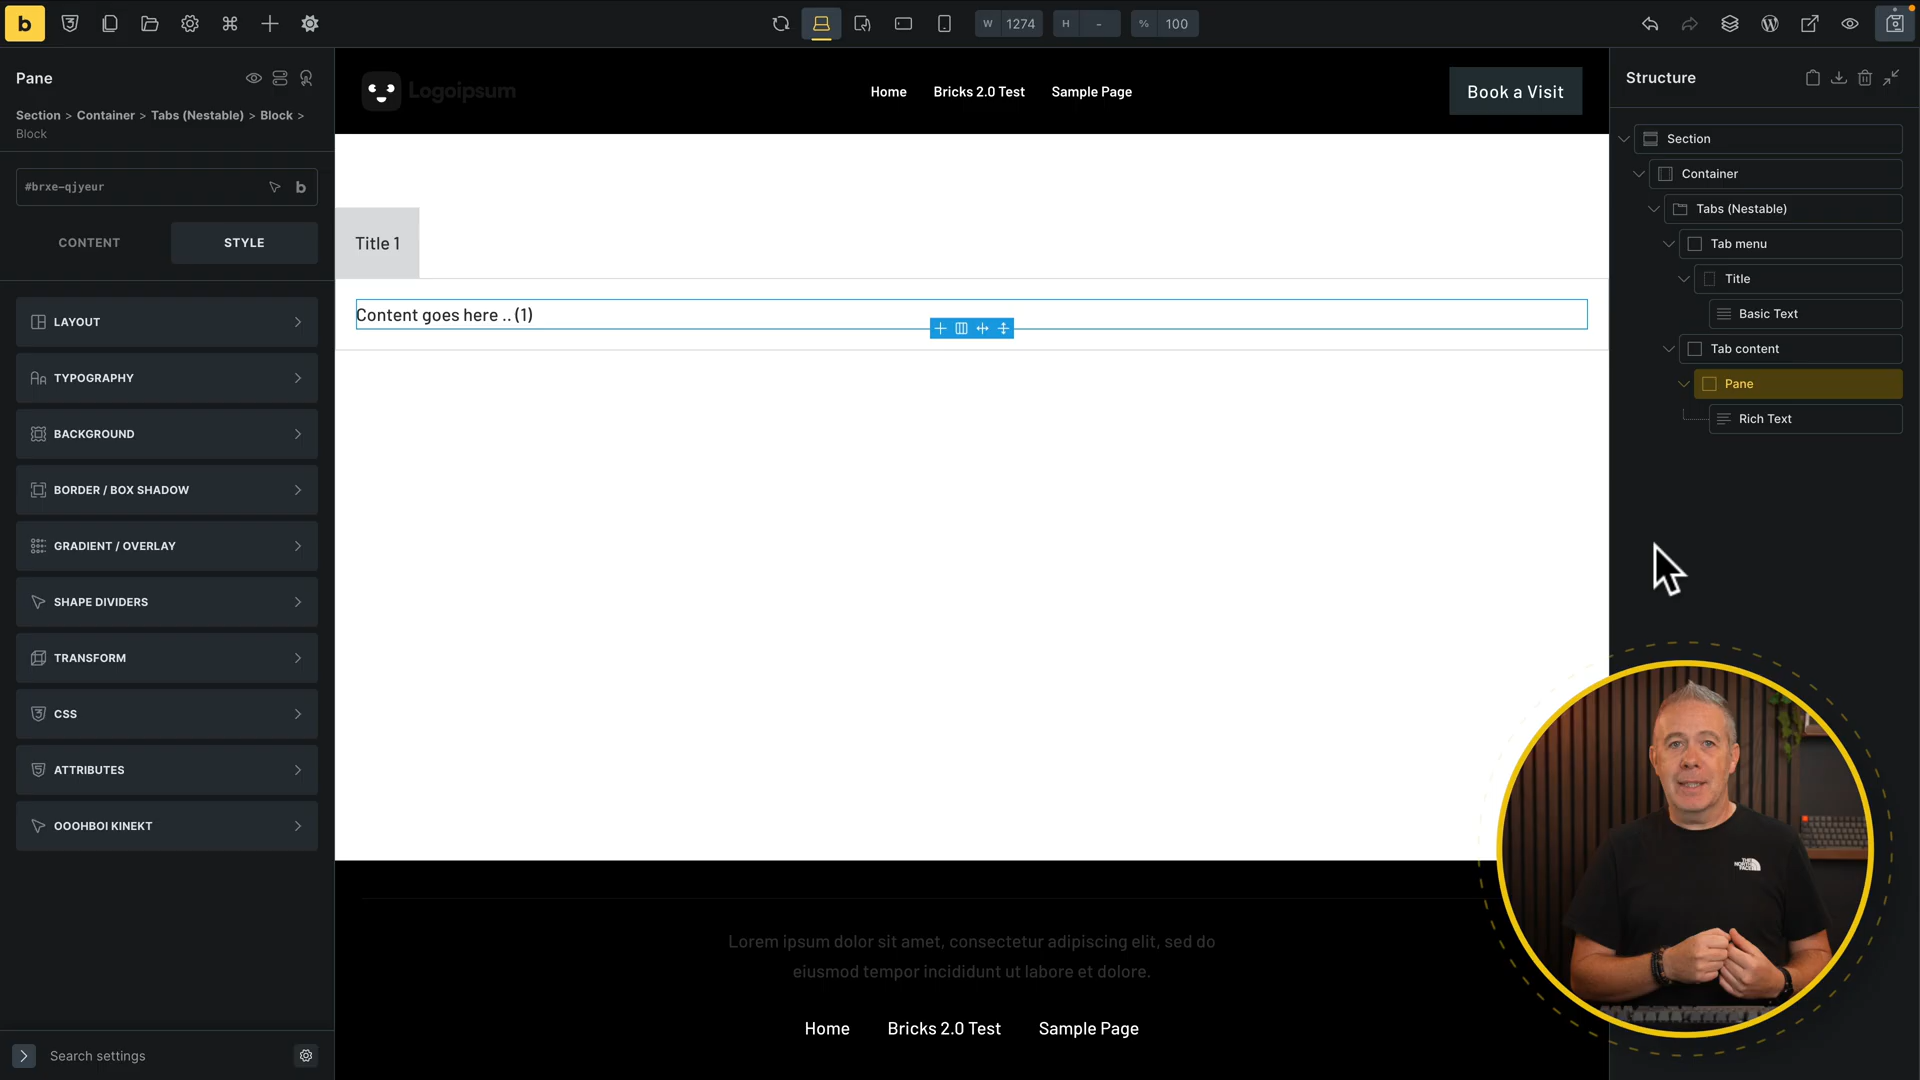 b
W 1274
H -
% 100
Pane
Section > Container > Tabs (Nestable) > Block >
Block
#brxe-qjyeur
b
CONTENT
STYLE
LAYOUT
TYPOGRAPHY
BACKGROUND
BORDER / BOX SHADOW
GRADIENT / OVERLAY
SHAPE DIVIDERS
TRANSFORM
CSS
ATTRIBUTES
OOOHBOI KINEKT
Search settings
Logoipsum
Home
Bricks 2.0 Test
Sample Page
Book a Visit
Title 1
Content goes here .. (1)
Lorem ipsum dolor sit amet, consectetur adipiscing elit, sed do
eiusmod tempor incididunt ut labore et dolore.
Home
Bricks 2.0 Test
Sample Page
Structure
Section
Container
Tabs (Nestable)
Tab menu
Title
Basic Text
Tab content
Pane
Rich Text
THE
NORTH
FACE